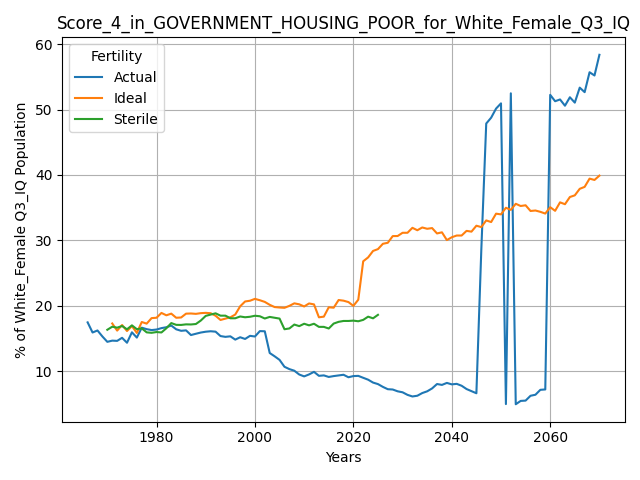 Score_4_in_GOVERNMENT_HOUSING_POOR_for_White_Female_Q3_IQ
Fertility
Actual
Ideal
Sterile
% of White_Female Q3_IQ Population
60
50
40
30
20
10
1980
2000
2020
2040
2060
Years